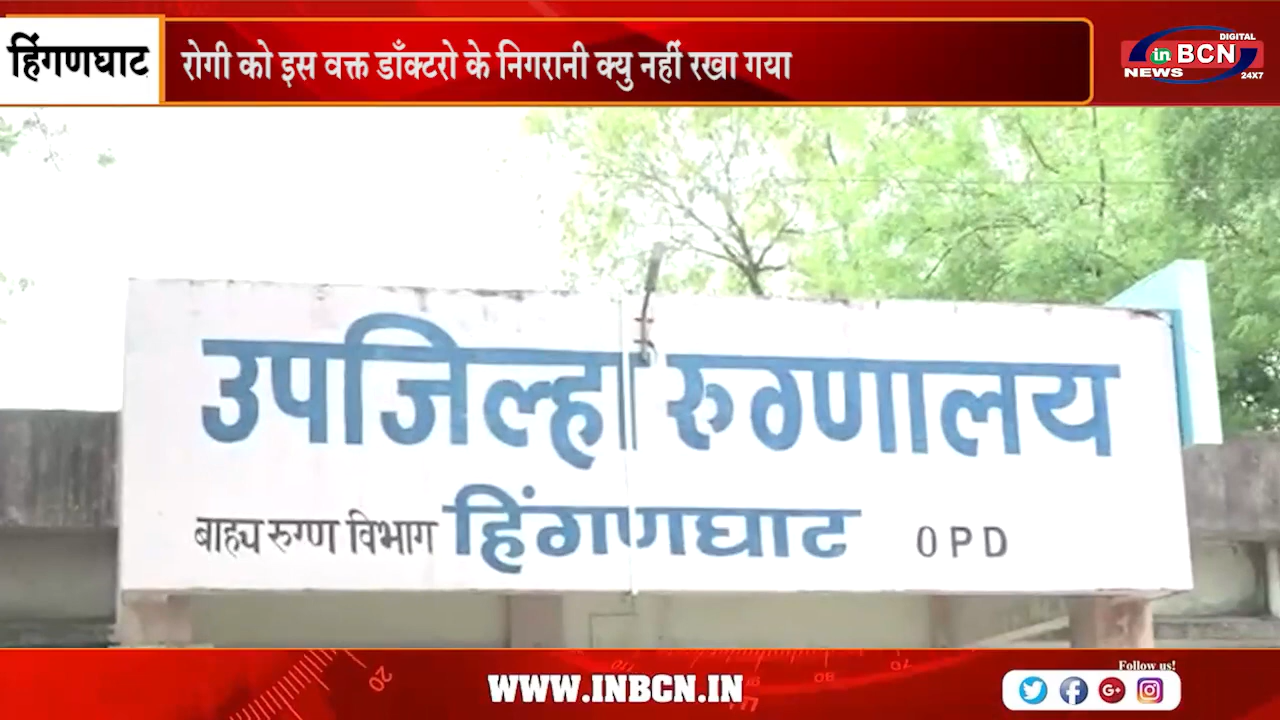 हिंगणघाट
रोगी को इस वक्त डाँक्टरो के निगरानी क्यु नहीं रखा गया
DIGITAL
in BCN
NEWS 24X7
उपजिल्हा रुग्णालय
बाह्य रुग्ण विभाग हिंगणघाट OPD
WWW.INBCN.IN
Follow us!